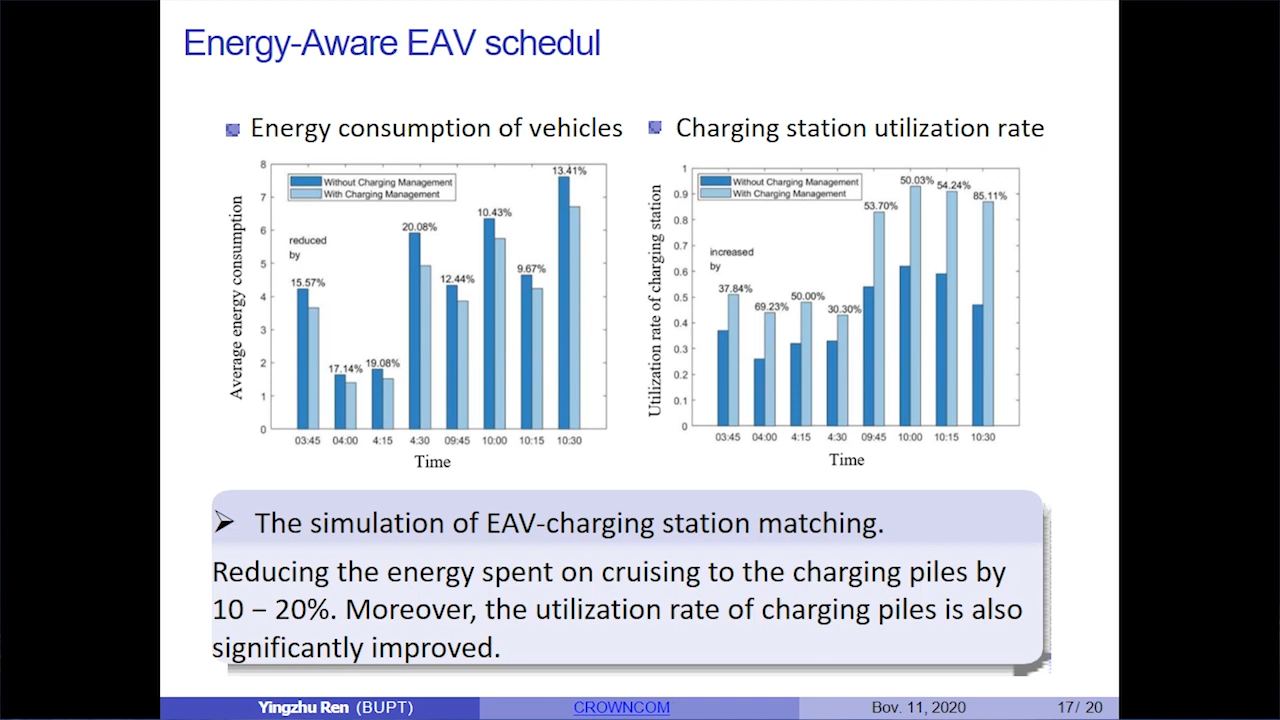 Energy-Aware EAV schedul
Energy consumption of vehicles
8
7
6
5
4
3
2
1
0
Average energy consumption
Without Charging Management
With Charging Management
reduced
by
15.57%
17.14%
19.08%
20.08%
12.44%
10.43%
9.67%
13.41%
03:45 04:00 4:15 4:30 09:45 10:00 10:15 10:30
Time
Charging station utilization rate
1
0.9
0.8
0.7
0.6
0.5
0.4
0.3
0.2
0.1
0
Utilization rate of charging station
Without Charging Management
With Charging Management
increased
by
37.84%
69.23%
50.00%
30.30%
53.70%
50.03%
54.24%
85.11%
03:45 04:00 4:15 4:30 09:45 10:00 10:15 10:30
Time
The simulation of EAV-charging station matching.
Reducing the energy spent on cruising to the charging piles by
10 − 20%. Moreover, the utilization rate of charging piles is also
significantly improved.
Yingzhu Ren (BUPT) CROWNCOM Bov. 11, 2020 17/ 20